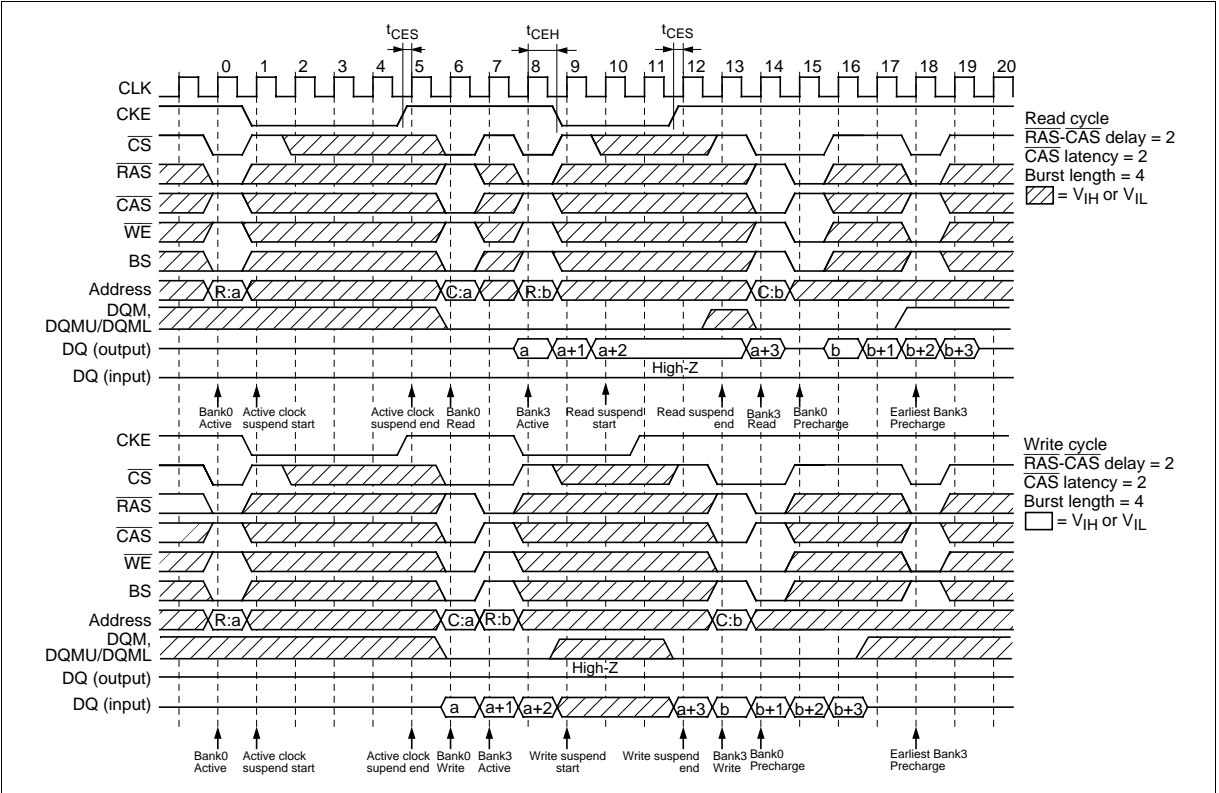 tCES
tCEH
tCES
0 1 2 3 4 5 6 7 8 9 10 11 12 13 14 15 16 17 18 19 20
CLK
CKE
CS
RAS
CAS
WE
BS
Address R:a C:a R:b C:b
DQM,
DQMU/DQML
DQ (output) a a+1 a+2 a+3 b b+1 b+2 b+3
High-Z
DQ (input)
Bank0
Active
Active clock
suspend start
Active clock
suspend end
Bank0
Read
Bank3
Active
Read suspend
start
Read suspend
end
Bank3
Read
Bank0
Precharge
Earliest Bank3
Precharge
Read cycle
RAS-CAS delay = 2
CAS latency = 2
Burst length = 4
= VIH or VIL
CKE
CS
RAS
CAS
WE
BS
Address R:a C:a R:b C:b
DQM,
DQMU/DQML
High-Z
DQ (output)
DQ (input) a a+1 a+2 a+3 b b+1 b+2 b+3
Bank0
Active
Active clock
suspend start
Active clock
supend end
Bank0
Write
Bank3
Active
Write suspend
start
Write suspend
end
Bank3
Write
Bank0
Precharge
Earliest Bank3
Precharge
Write cycle
RAS-CAS delay = 2
CAS latency = 2
Burst length = 4
= VIH or VIL